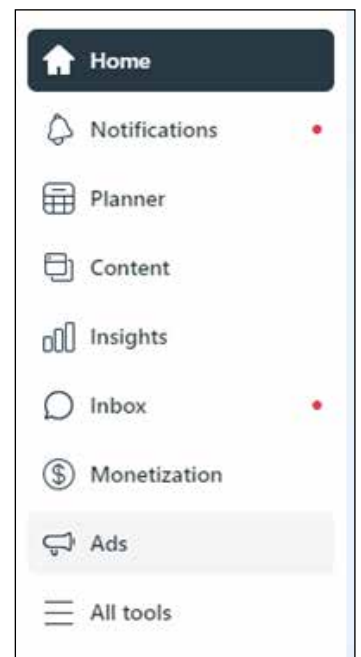 Home
Notifications
Planner
Content
Insights
Inbox
Monetization
Ads
All tools